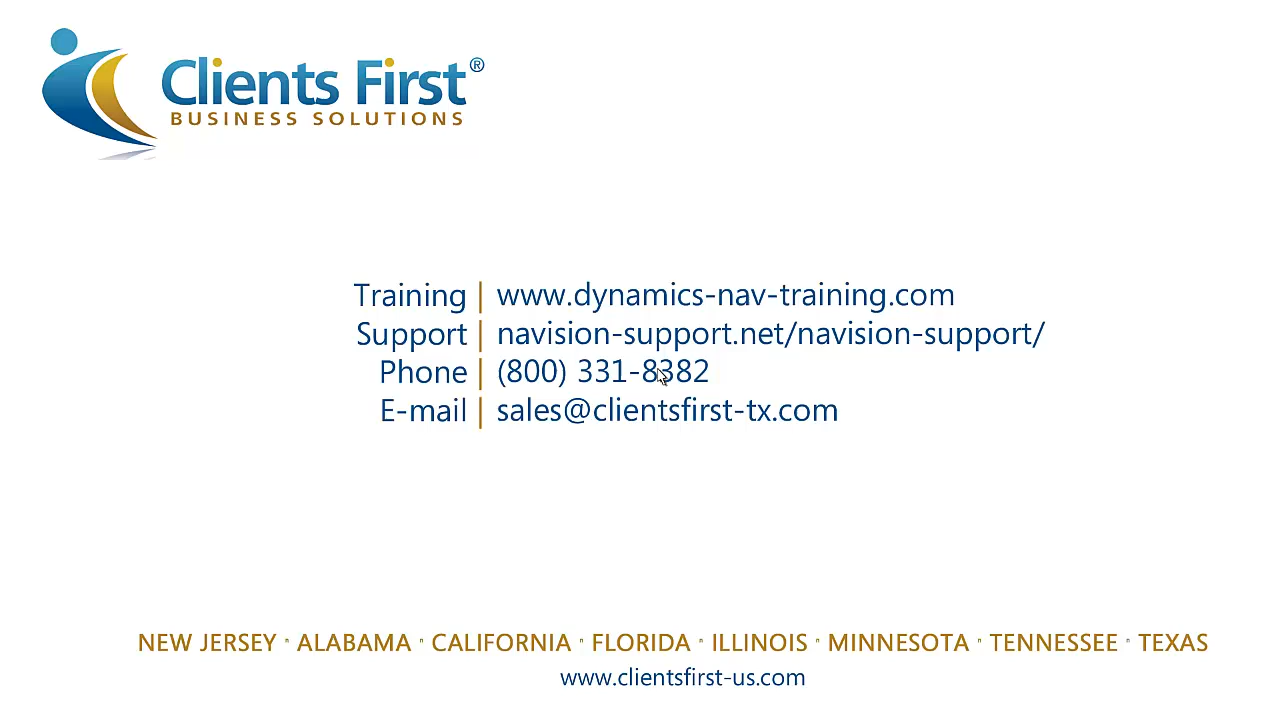 Clients First®
BUSINESS SOLUTIONS
Training | www.dynamics-nav-training.com
Support | navision-support.net/navision-support/
Phone | (800) 331-8382
E-mail | sales@clientsfirst-tx.com
NEW JERSEY ▪ ALABAMA ▪ CALIFORNIA ▪ FLORIDA ▪ ILLINOIS ▪ MINNESOTA ▪ TENNESSEE ▪ TEXAS
www.clientsfirst-us.com